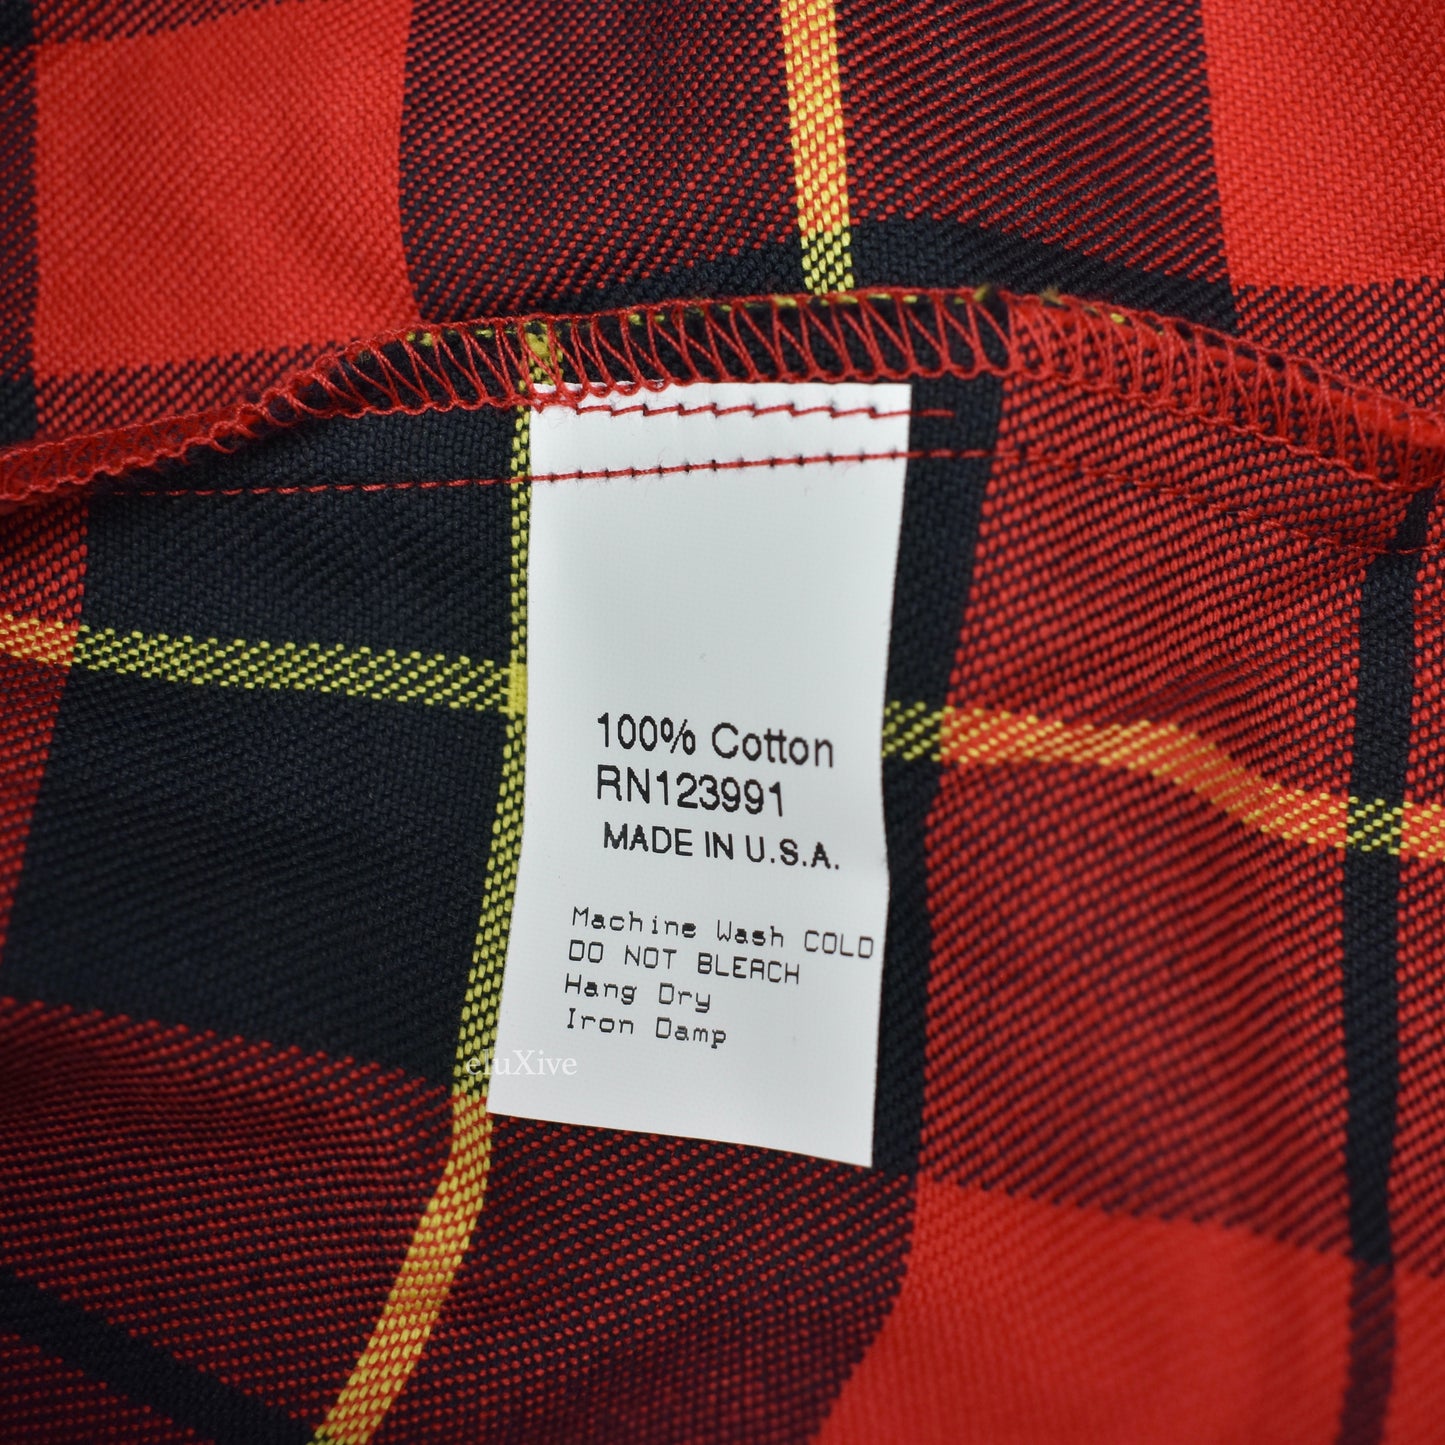 100% Cotton
RN123991
MADE IN U.S.A.
Machine Wash COLD
DO NOT BLEACH
Hang Dry
Iron Damp
eluXive